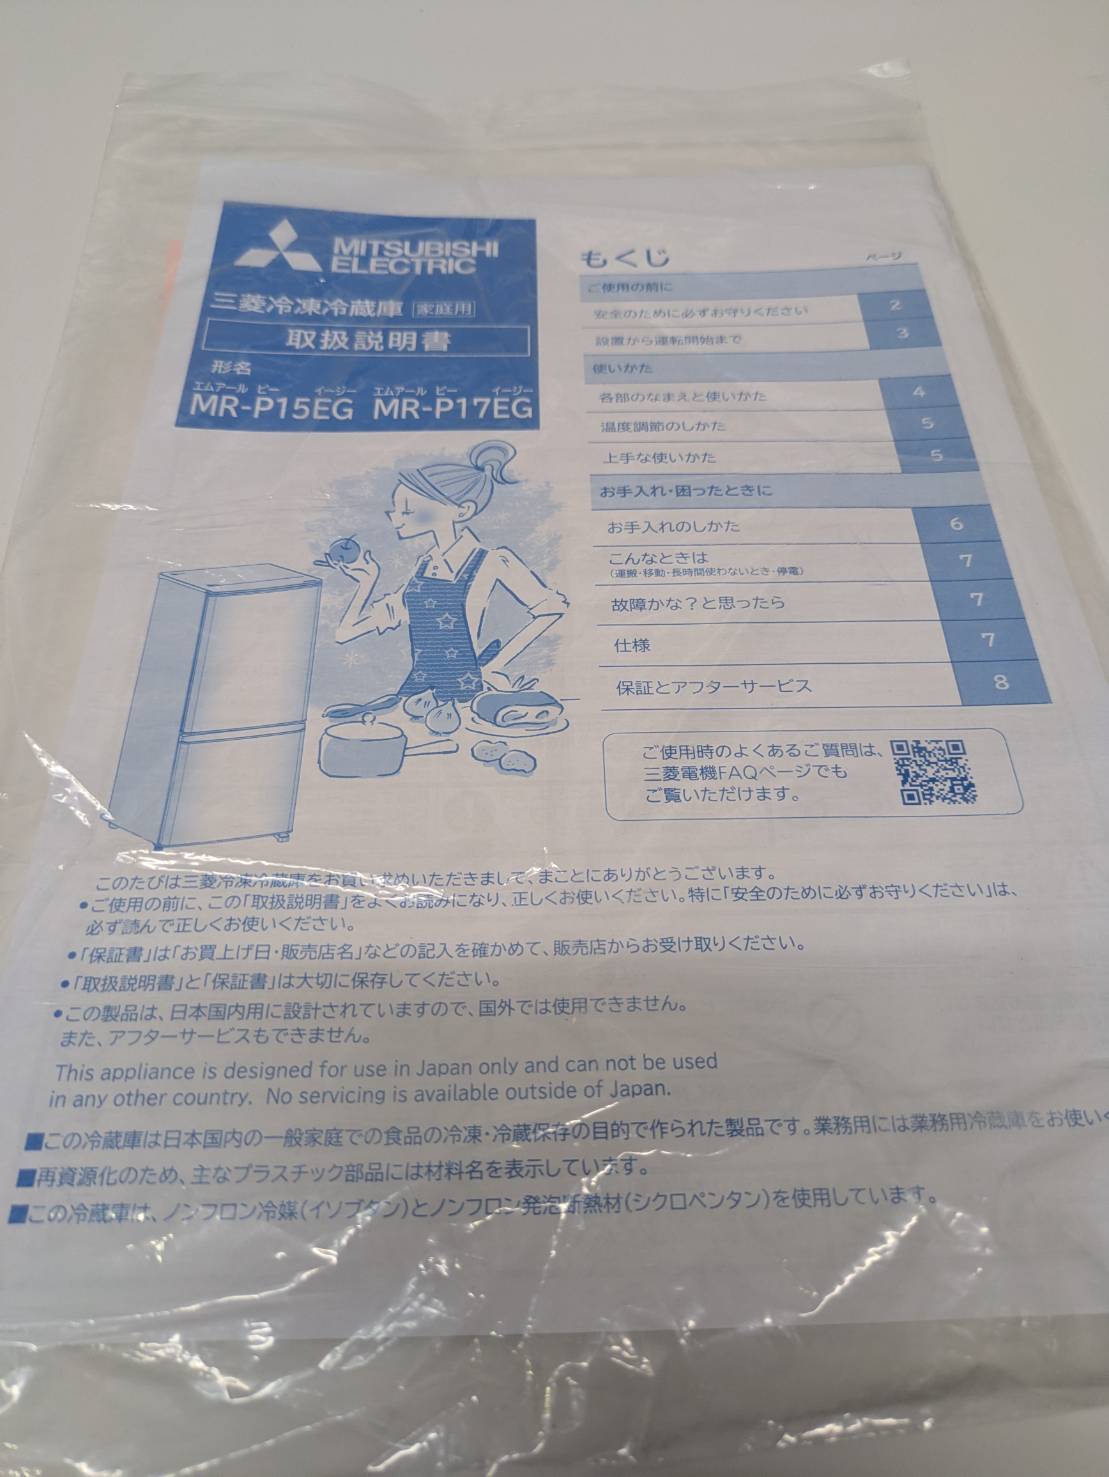 MITSUBISHI
ELECTRIC
三菱冷凍冷蔵庫 家庭用
取扱説明書
形名
エムアール ピー イージー エムアール ピー イージー
MR-P15EG MR-P17EG
もくじ ページ
ご使用の前に
安全のために必ずお守りください 2
設置から運転開始まで 3
使いかた
各部のなまえと使いかた 4
温度調節のしかた 5
上手な使いかた 5
お手入れ・困ったときに
お手入れのしかた 6
こんなときは 7
(運搬・移動・長時間使わないとき・停電)
故障かな？と思ったら 7
仕様 7
保証とアフターサービス 8
ご使用時のよくあるご質問は、
三菱電機FAQページでも
ご覧いただけます。
このたびは三菱冷凍冷蔵庫をお買い求めいただきまして、まことにありがとうございます。
●ご使用の前に、この「取扱説明書」をよくお読みになり、正しくお使いください。特に「安全のために必ずお守りください」は、
必ず読んで正しくお使いください。
●「保証書」は「お買上げ日・販売店名」などの記入を確かめて、販売店からお受け取りください。
●「取扱説明書」と「保証書」は大切に保存してください。
●この製品は、日本国内用に設計されていますので、国外では使用できません。
また、アフターサービスもできません。
This appliance is designed for use in Japan only and can not be used
in any other country. No servicing is available outside of Japan.
■この冷蔵庫は日本国内の一般家庭での食品の冷凍・冷蔵保存の目的で作られた製品です。業務用には業務用冷蔵庫をお使い
■再資源化のため、主なプラスチック部品には材料名を表示しています。
■この冷蔵庫は、ノンフロン冷媒(イソブタン)とノンフロン発泡断熱材(シクロペンタン)を使用しています。